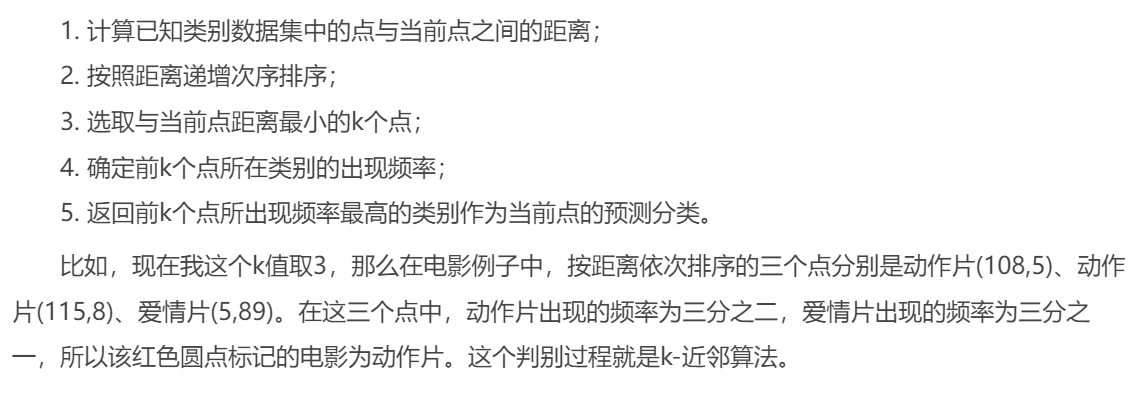 1. 计算已知类别数据集中的点与当前点之间的距离；
2. 按照距离递增次序排序；
3. 选取与当前点距离最小的k个点；
4. 确定前k个点所在类别的出现频率；
5. 返回前k个点所出现频率最高的类别作为当前点的预测分类。
比如，现在我这个k值取3，那么在电影例子中，按距离依次排序的三个点分别是动作片(108,5)、动作
片(115,8)、爱情片(5,89)。在这三个点中，动作片出现的频率为三分之二，爱情片出现的频率为三分之
一，所以该红色圆点标记的电影为动作片。这个判别过程就是k-近邻算法。